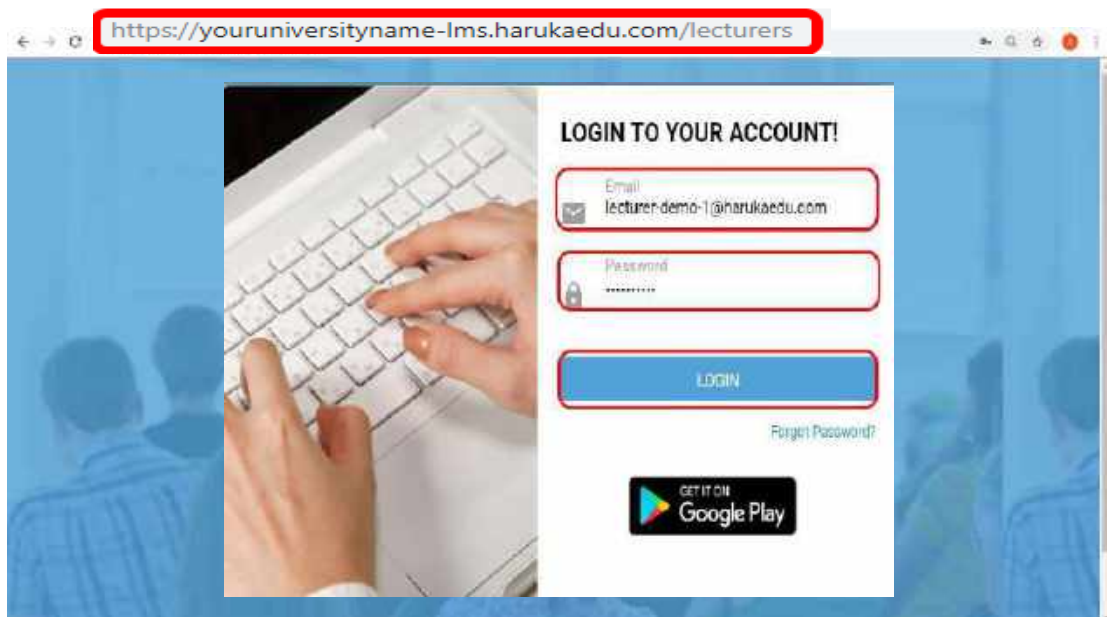 https://youruniversityname-lms.harukaedu.com/lecturers
LOGIN TO YOUR ACCOUNT!
Email
lecturer-demo-1@harukaedu.com
Password
LOGIN
Forgot Password?
GET IT ON
Google Play